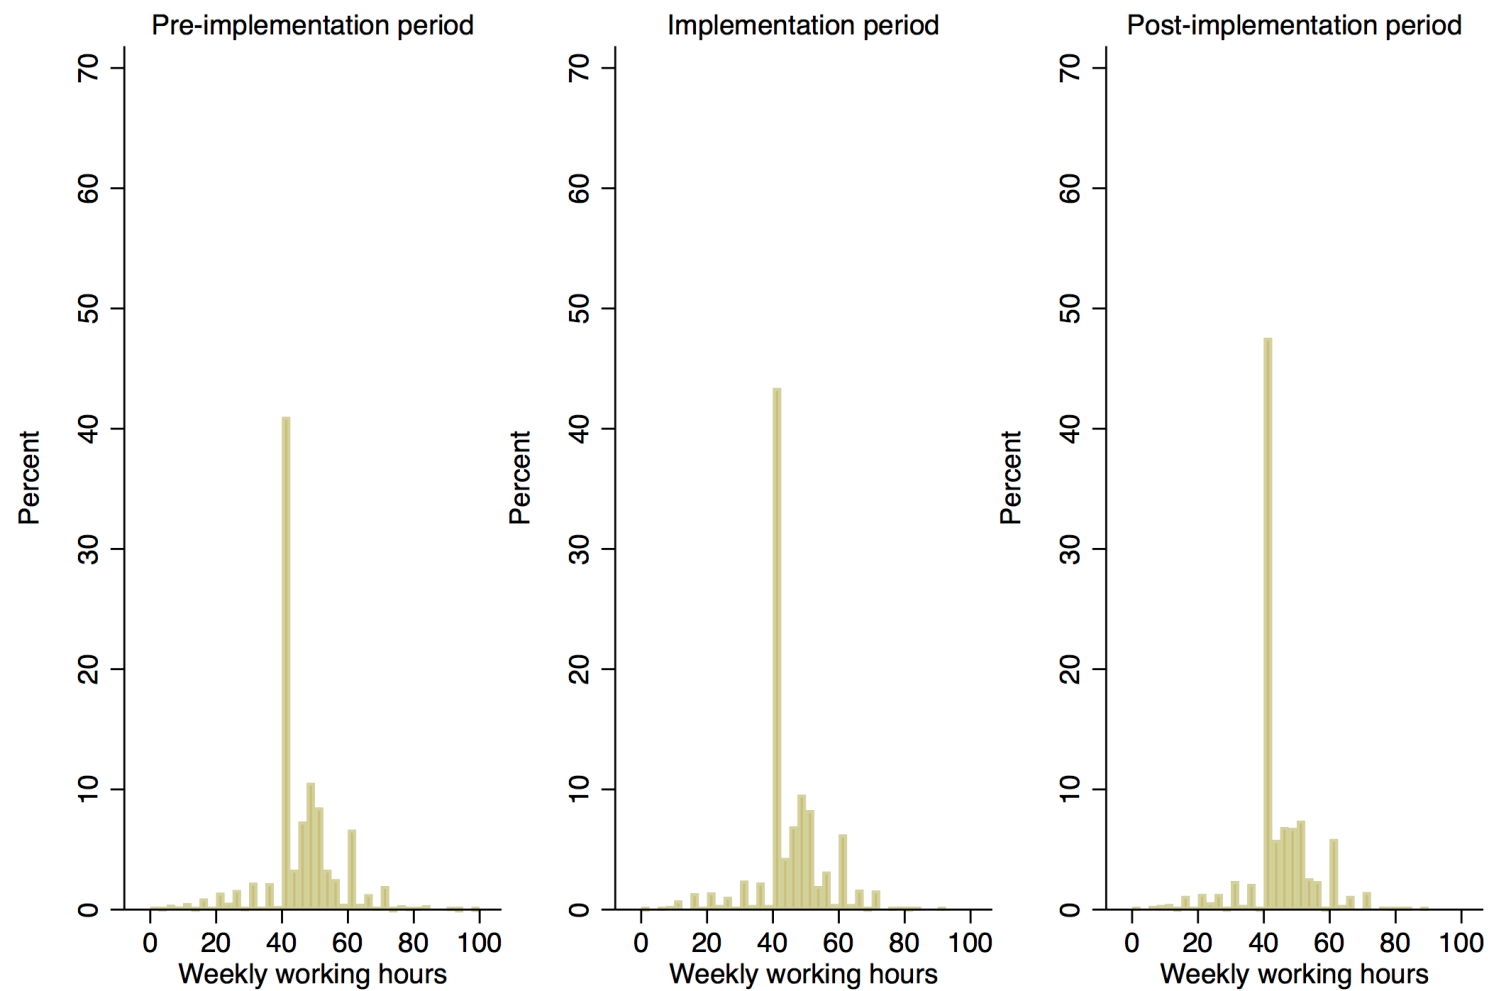 Pre-implementation period
70
60
50
40
30
20
10
0
Percent
0 20 40 60 80 100
Weekly working hours
Implementation period
70
60
50
40
30
20
10
0
Percent
0 20 40 60 80 100
Weekly working hours
Post-implementation period
70
60
50
40
30
20
10
0
Percent
0 20 40 60 80 100
Weekly working hours